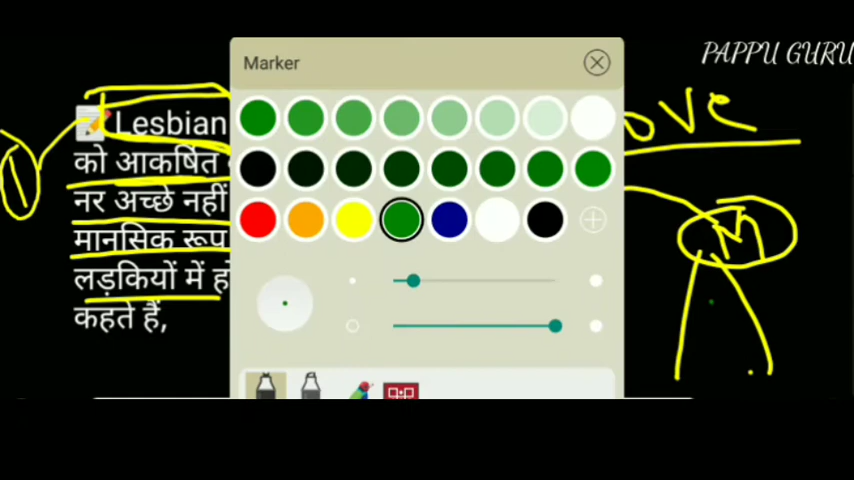 Marker
PAPPU GURU
Lesbian
ove
को आकर्षित
नर अच्छे नहीं
M
मानसिक रूप
लड़कियों में
कहते हैं,